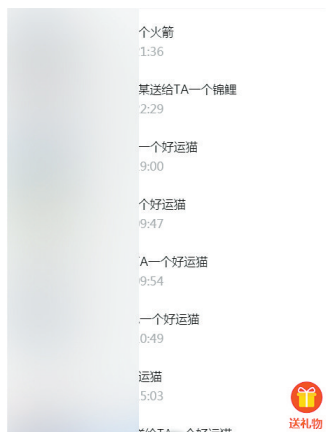 个火箭
1:36
某送给TA一个锦鲤
2:29
一个好运猫
9:00
个好运猫
9:47
A一个好运猫
9:54
一个好运猫
0:49
运猫
5:03
送礼物